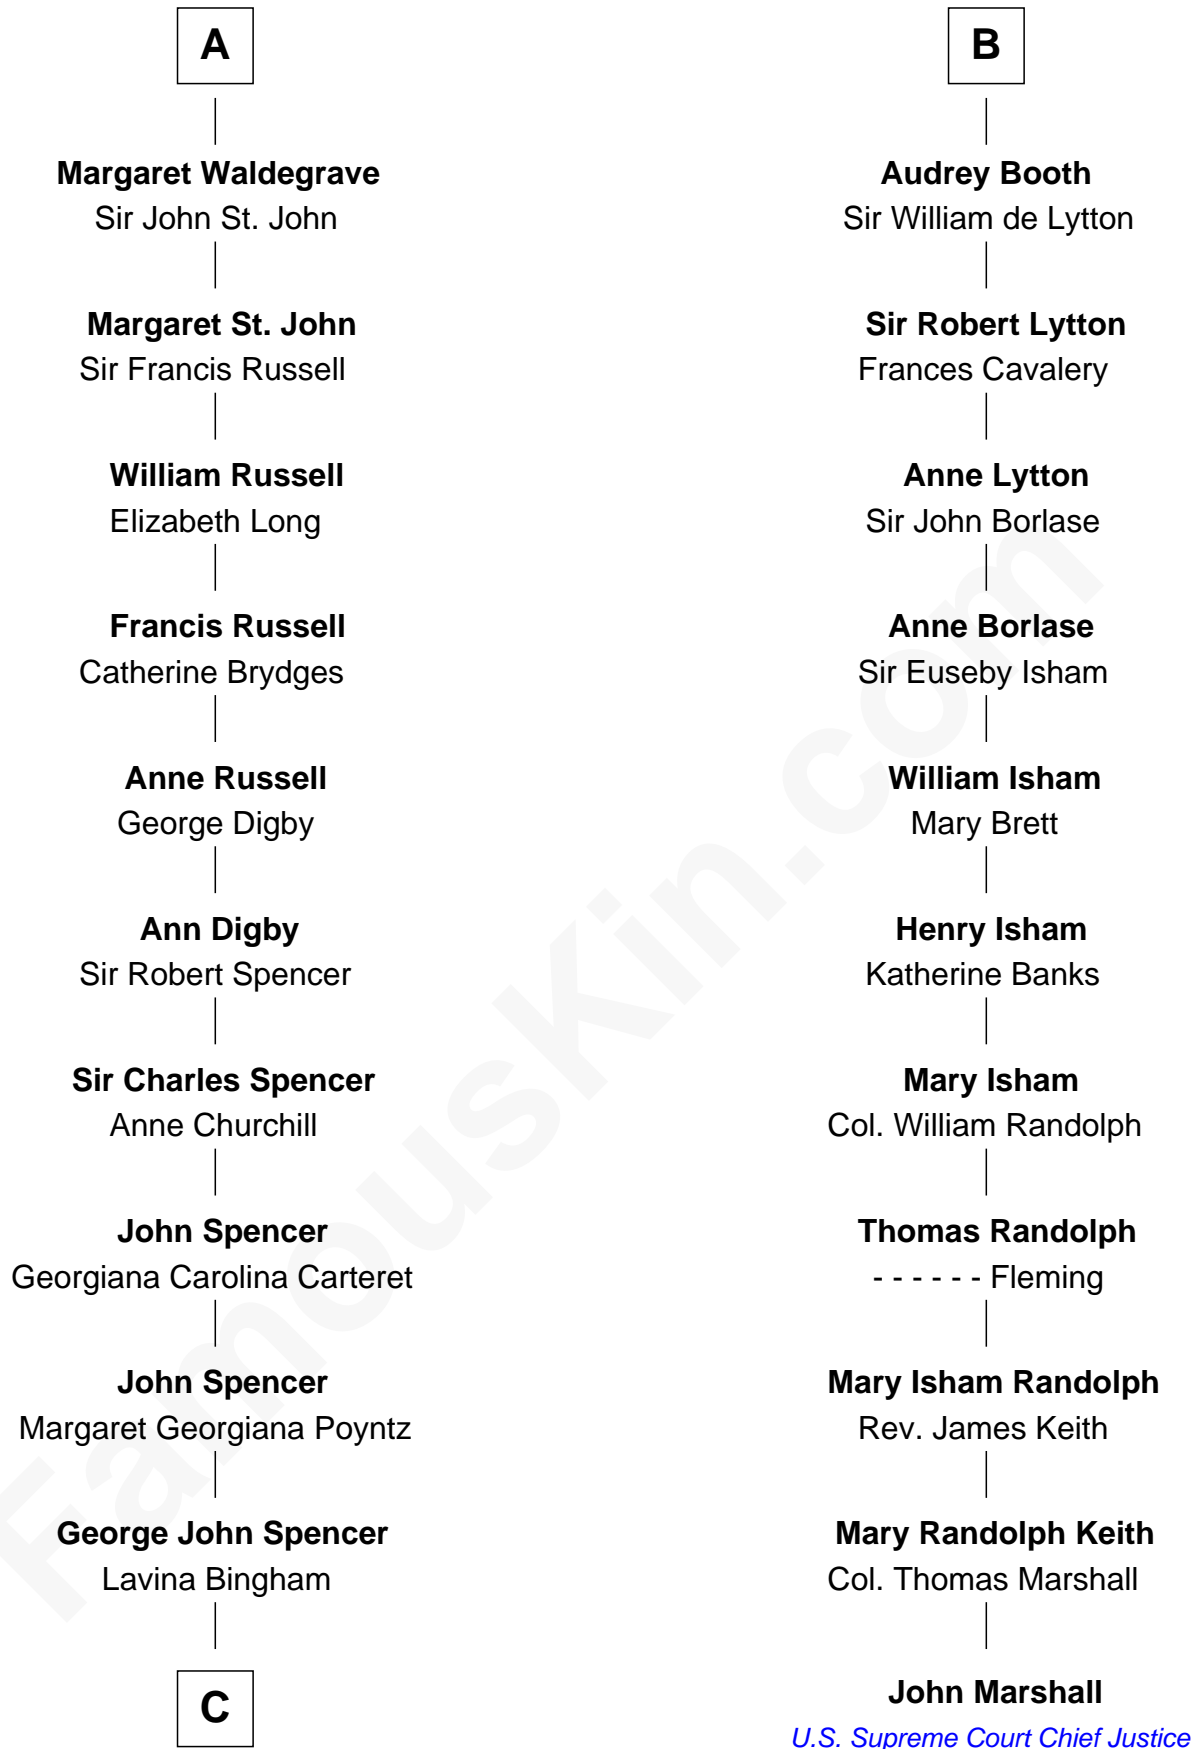 A
Margaret Waldegrave
Sir John St. John
Margaret St. John
Sir Francis Russell
William Russell
Elizabeth Long
Francis Russell
Catherine Brydges
Anne Russell
George Digby
Ann Digby
Sir Robert Spencer
Sir Charles Spencer
Anne Churchill
John Spencer
Georgiana Carolina Carteret
John Spencer
Margaret Georgiana Poyntz
George John Spencer
Lavina Bingham
C
B
Audrey Booth
Sir William de Lytton
Sir Robert Lytton
Frances Cavalery
Anne Lytton
Sir John Borlase
Anne Borlase
Sir Euseby Isham
William Isham
Mary Brett
Henry Isham
Katherine Banks
Mary Isham
Col. William Randolph
Thomas Randolph
- - - - - - Fleming
Mary Isham Randolph
Rev. James Keith
Mary Randolph Keith
Col. Thomas Marshall
John Marshall
U.S. Supreme Court Chief Justice
FamousKin.com